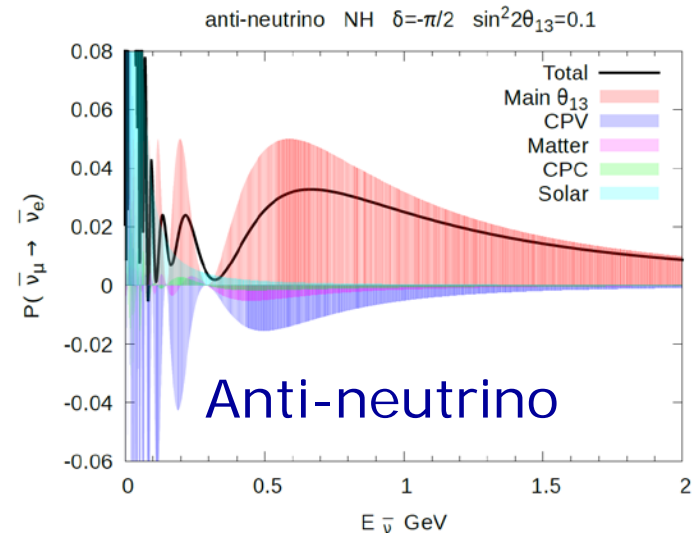 anti-neutrino NH δ=-π/2 sin²2θ₁₃=0.1
0.08
0.06
0.04
0.02
0
-0.02
-0.04
-0.06
P( ν̅μ → ν̅e)
Total
Main θ₁₃
CPV
Matter
CPC
Solar
Anti-neutrino
0 0.5 1 1.5 2
E ν̅ GeV